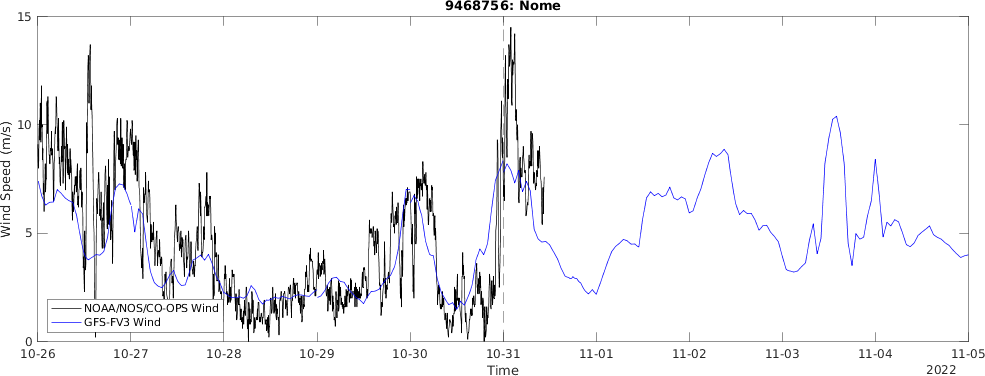 9468756: Nome
Wind Speed (m/s)
15
10
5
0
NOAA/NOS/CO-OPS Wind
GFS-FV3 Wind
10-26 10-27 10-28 10-29 10-30 10-31 11-01 11-02 11-03 11-04 11-05
Time
2022